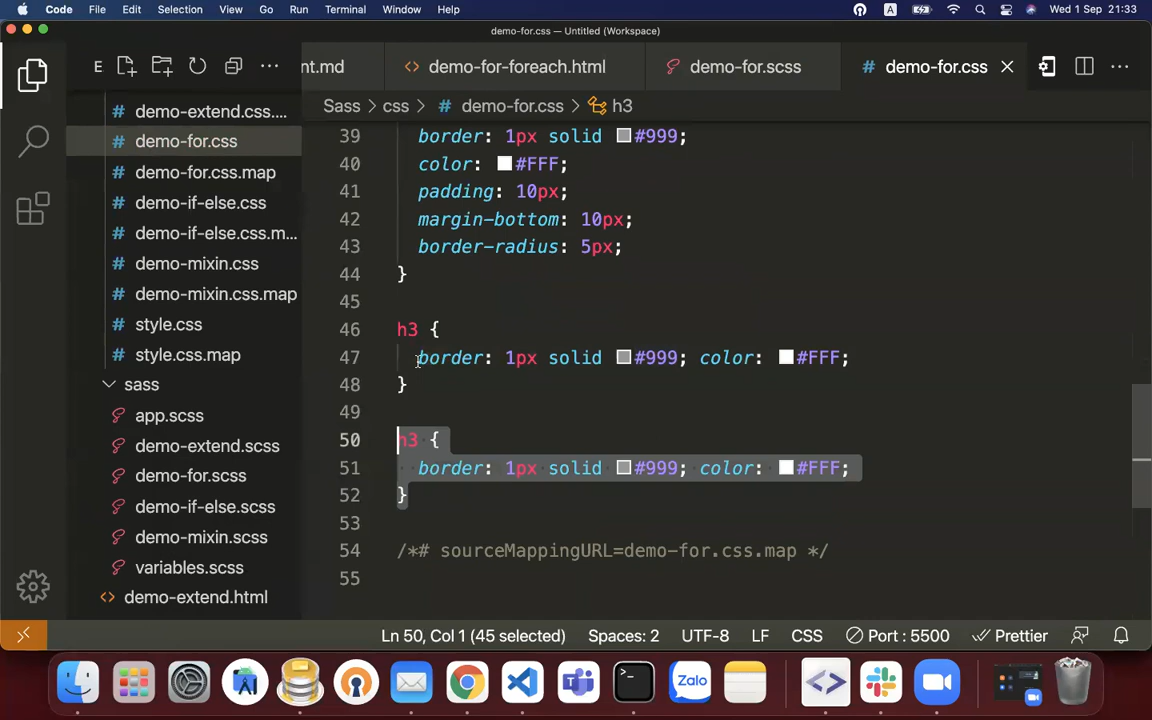 Code File Edit Selection View Go Run Terminal Window Help A Wed 1 Sep 21:33
demo-for.css — Untitled (Workspace)
E ··· nt.md <> demo-for-foreach.html demo-for.scss # demo-for.css ···
Sass > css > # demo-for.css > h3
# demo-extend.css....
# demo-for.css
# demo-for.css.map
# demo-if-else.css
# demo-if-else.css.m...
# demo-mixin.css
# demo-mixin.css.map
# style.css
# style.css.map
sass
app.scss
demo-extend.scss
demo-for.scss
demo-if-else.scss
demo-mixin.scss
variables.scss
<> demo-extend.html
39 border: 1px solid #999;
40 color: #FFF;
41 padding: 10px;
42 margin-bottom: 10px;
43 border-radius: 5px;
44 }
45
46 h3 {
47 border: 1px solid #999; color: #FFF;
48 }
49
50 h3 {
51 border: 1px solid #999; color: #FFF;
52 }
53
54 /*# sourceMappingURL=demo-for.css.map */
55
Ln 50, Col 1 (45 selected) Spaces: 2 UTF-8 LF CSS Port : 5500 Prettier
Zalo